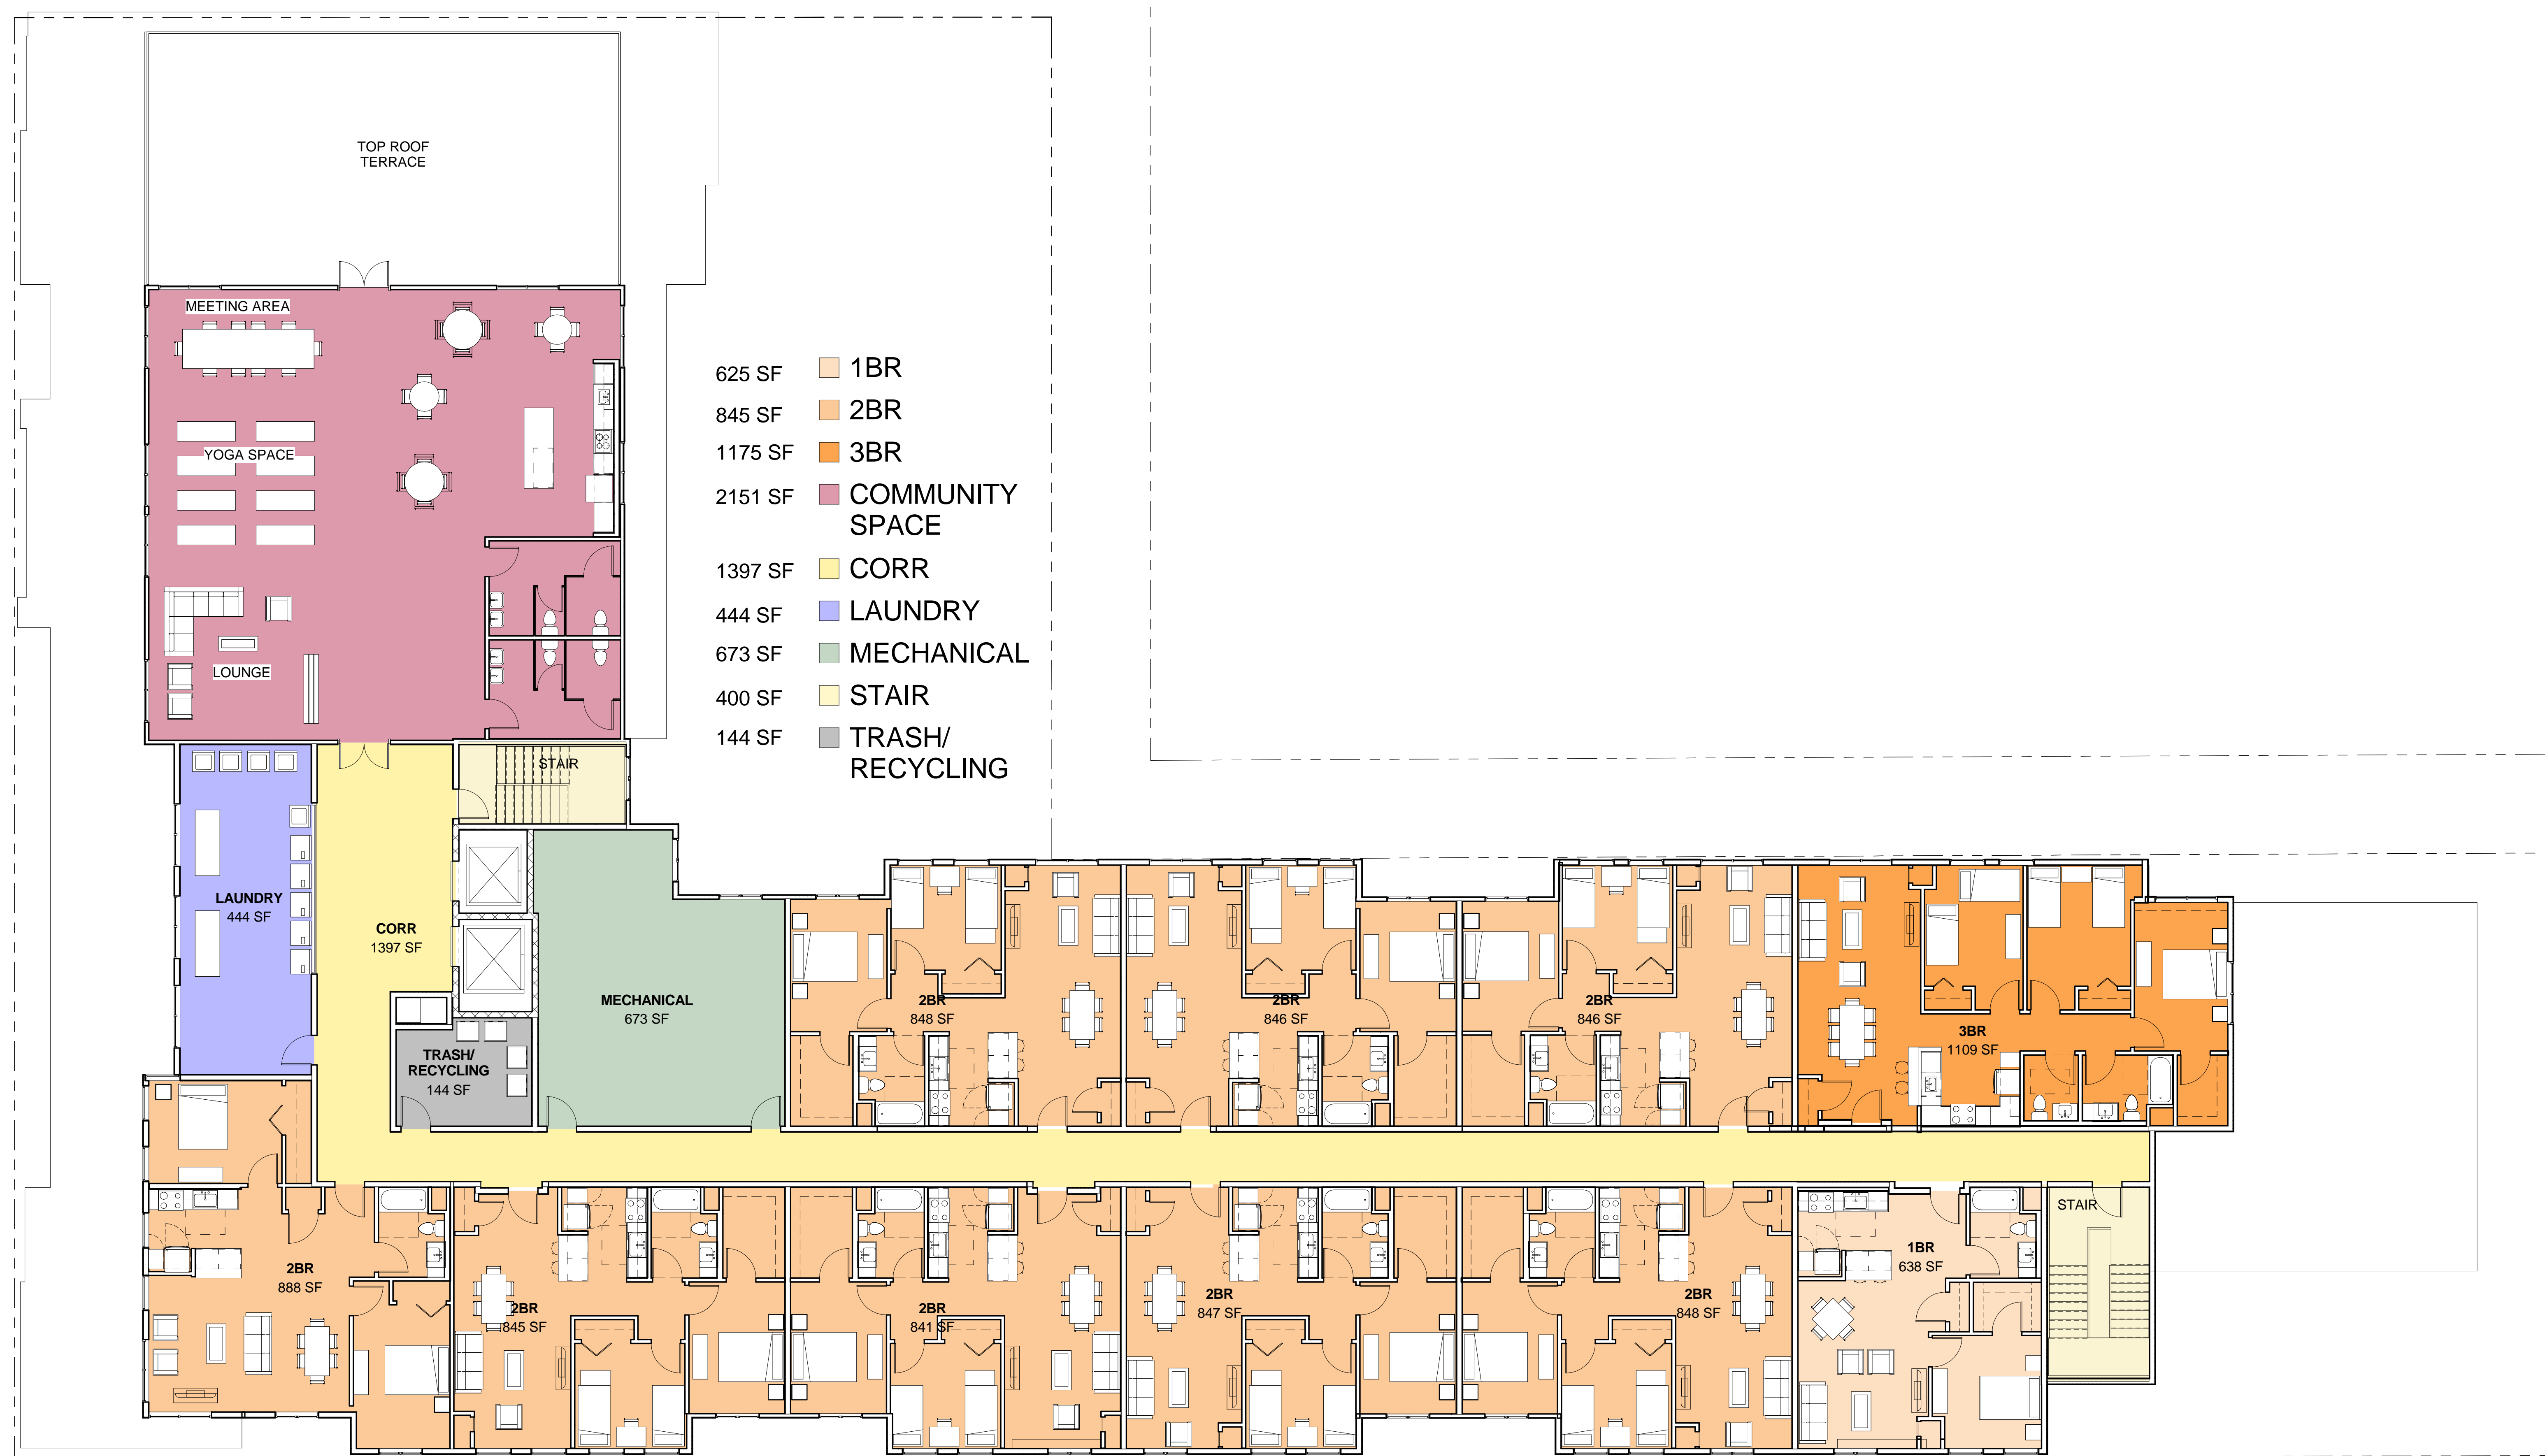 TOP ROOF
TERRACE
MEETING AREA
YOGA SPACE
LOUNGE
625 SF 1BR
845 SF 2BR
1175 SF 3BR
2151 SF COMMUNITY
SPACE
1397 SF CORR
444 SF LAUNDRY
673 SF MECHANICAL
400 SF STAIR
144 SF TRASH/
RECYCLING
STAIR
LAUNDRY
444 SF
CORR
1397 SF
MECHANICAL
673 SF
TRASH/
RECYCLING
144 SF
2BR
848 SF
2BR
846 SF
2BR
846 SF
3BR
1109 SF
2BR
888 SF
2BR
845 SF
2BR
841 SF
2BR
847 SF
2BR
848 SF
1BR
638 SF
STAIR